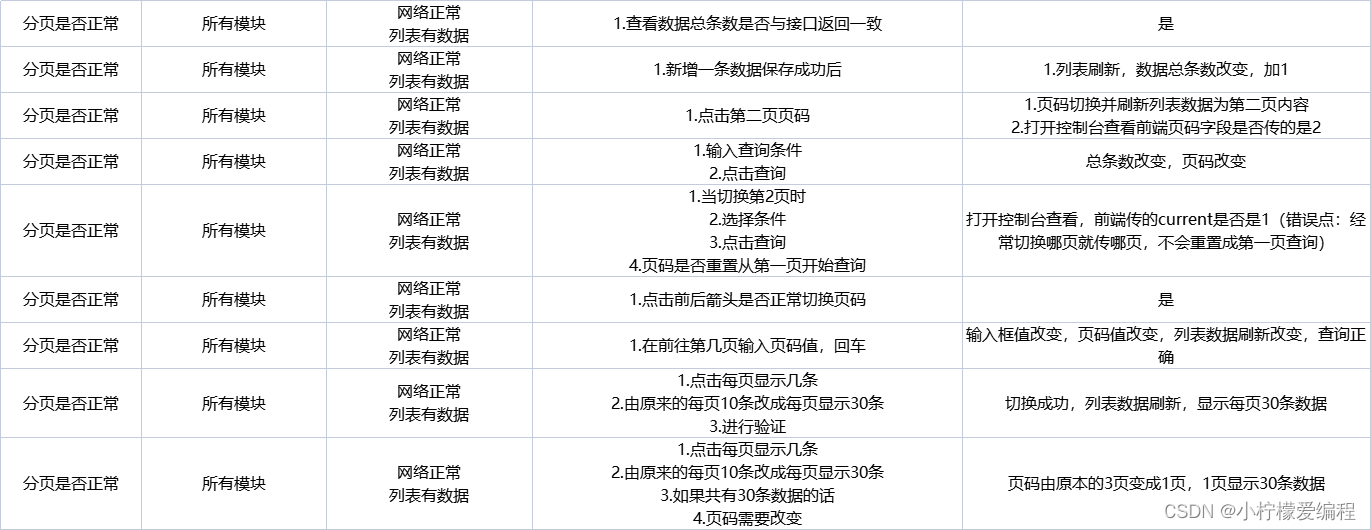 分页是否正常 所有模块 网络正常 1.查看数据总条数是否与接口返回一致 是
列表有数据
分页是否正常 所有模块 网络正常 1.新增一条数据保存成功后 1.列表刷新，数据总条数改变，加1
列表有数据
分页是否正常 所有模块 网络正常 1.点击第二页页码 1.页码切换并刷新列表数据为第二页内容
列表有数据 2.打开控制台查看前端页码字段是否传的是2
分页是否正常 所有模块 网络正常 1.输入查询条件 总条数改变，页码改变
列表有数据 2.点击查询
分页是否正常 所有模块 网络正常 1.当切换第2页时 打开控制台查看，前端传的current是否是1（错误点：经
列表有数据 2.选择条件 常切换哪页就传哪页，不会重置成第一页查询）
3.点击查询
4.页码是否重置从第一页开始查询
分页是否正常 所有模块 网络正常 1.点击前后箭头是否正常切换页码 是
列表有数据
分页是否正常 所有模块 网络正常 1.在前往第几页输入页码值，回车 输入框值改变，页码值改变，列表数据刷新改变，查询正
列表有数据 确
分页是否正常 所有模块 网络正常 1.点击每页显示几条 切换成功，列表数据刷新，显示每页30条数据
列表有数据 2.由原来的每页10条改成每页显示30条
3.进行验证
分页是否正常 所有模块 网络正常 1.点击每页显示几条 页码由原本的3页变成1页，1页显示30条数据
列表有数据 2.由原来的每页10条改成每页显示30条
3.如果共有30条数据的话
4.页码需要改变
CSDN @小柠檬爱编程